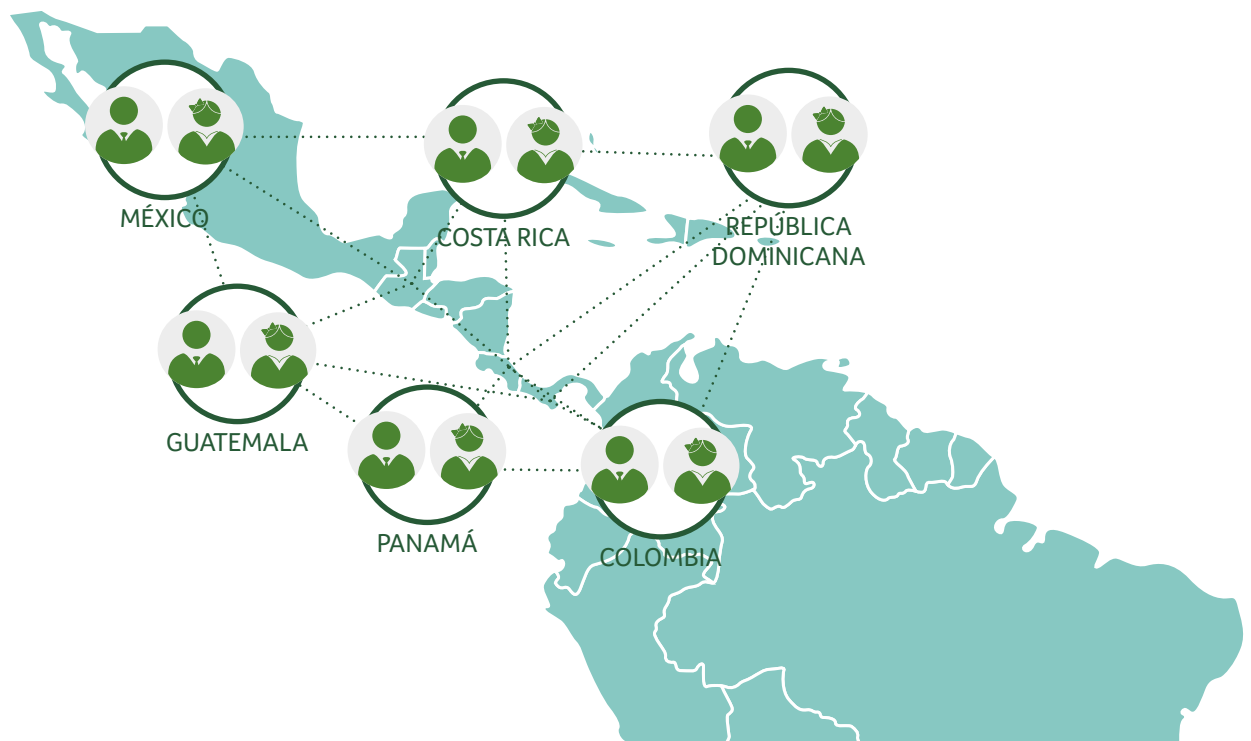 MÉXICO
COSTA RICA
REPÚBLICA
DOMINICANA
GUATEMALA
PANAMÁ
COLOMBIA